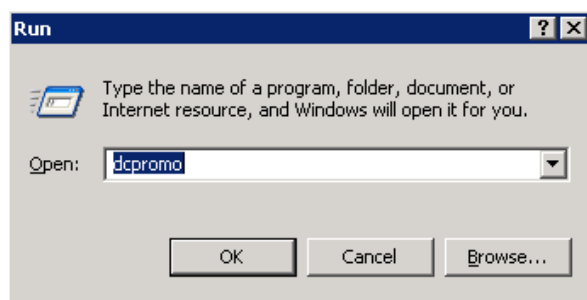 Run
Type the name of a program, folder, document, or
Internet resource, and Windows will open it for you.
Open: dcpromo
OK Cancel Browse...